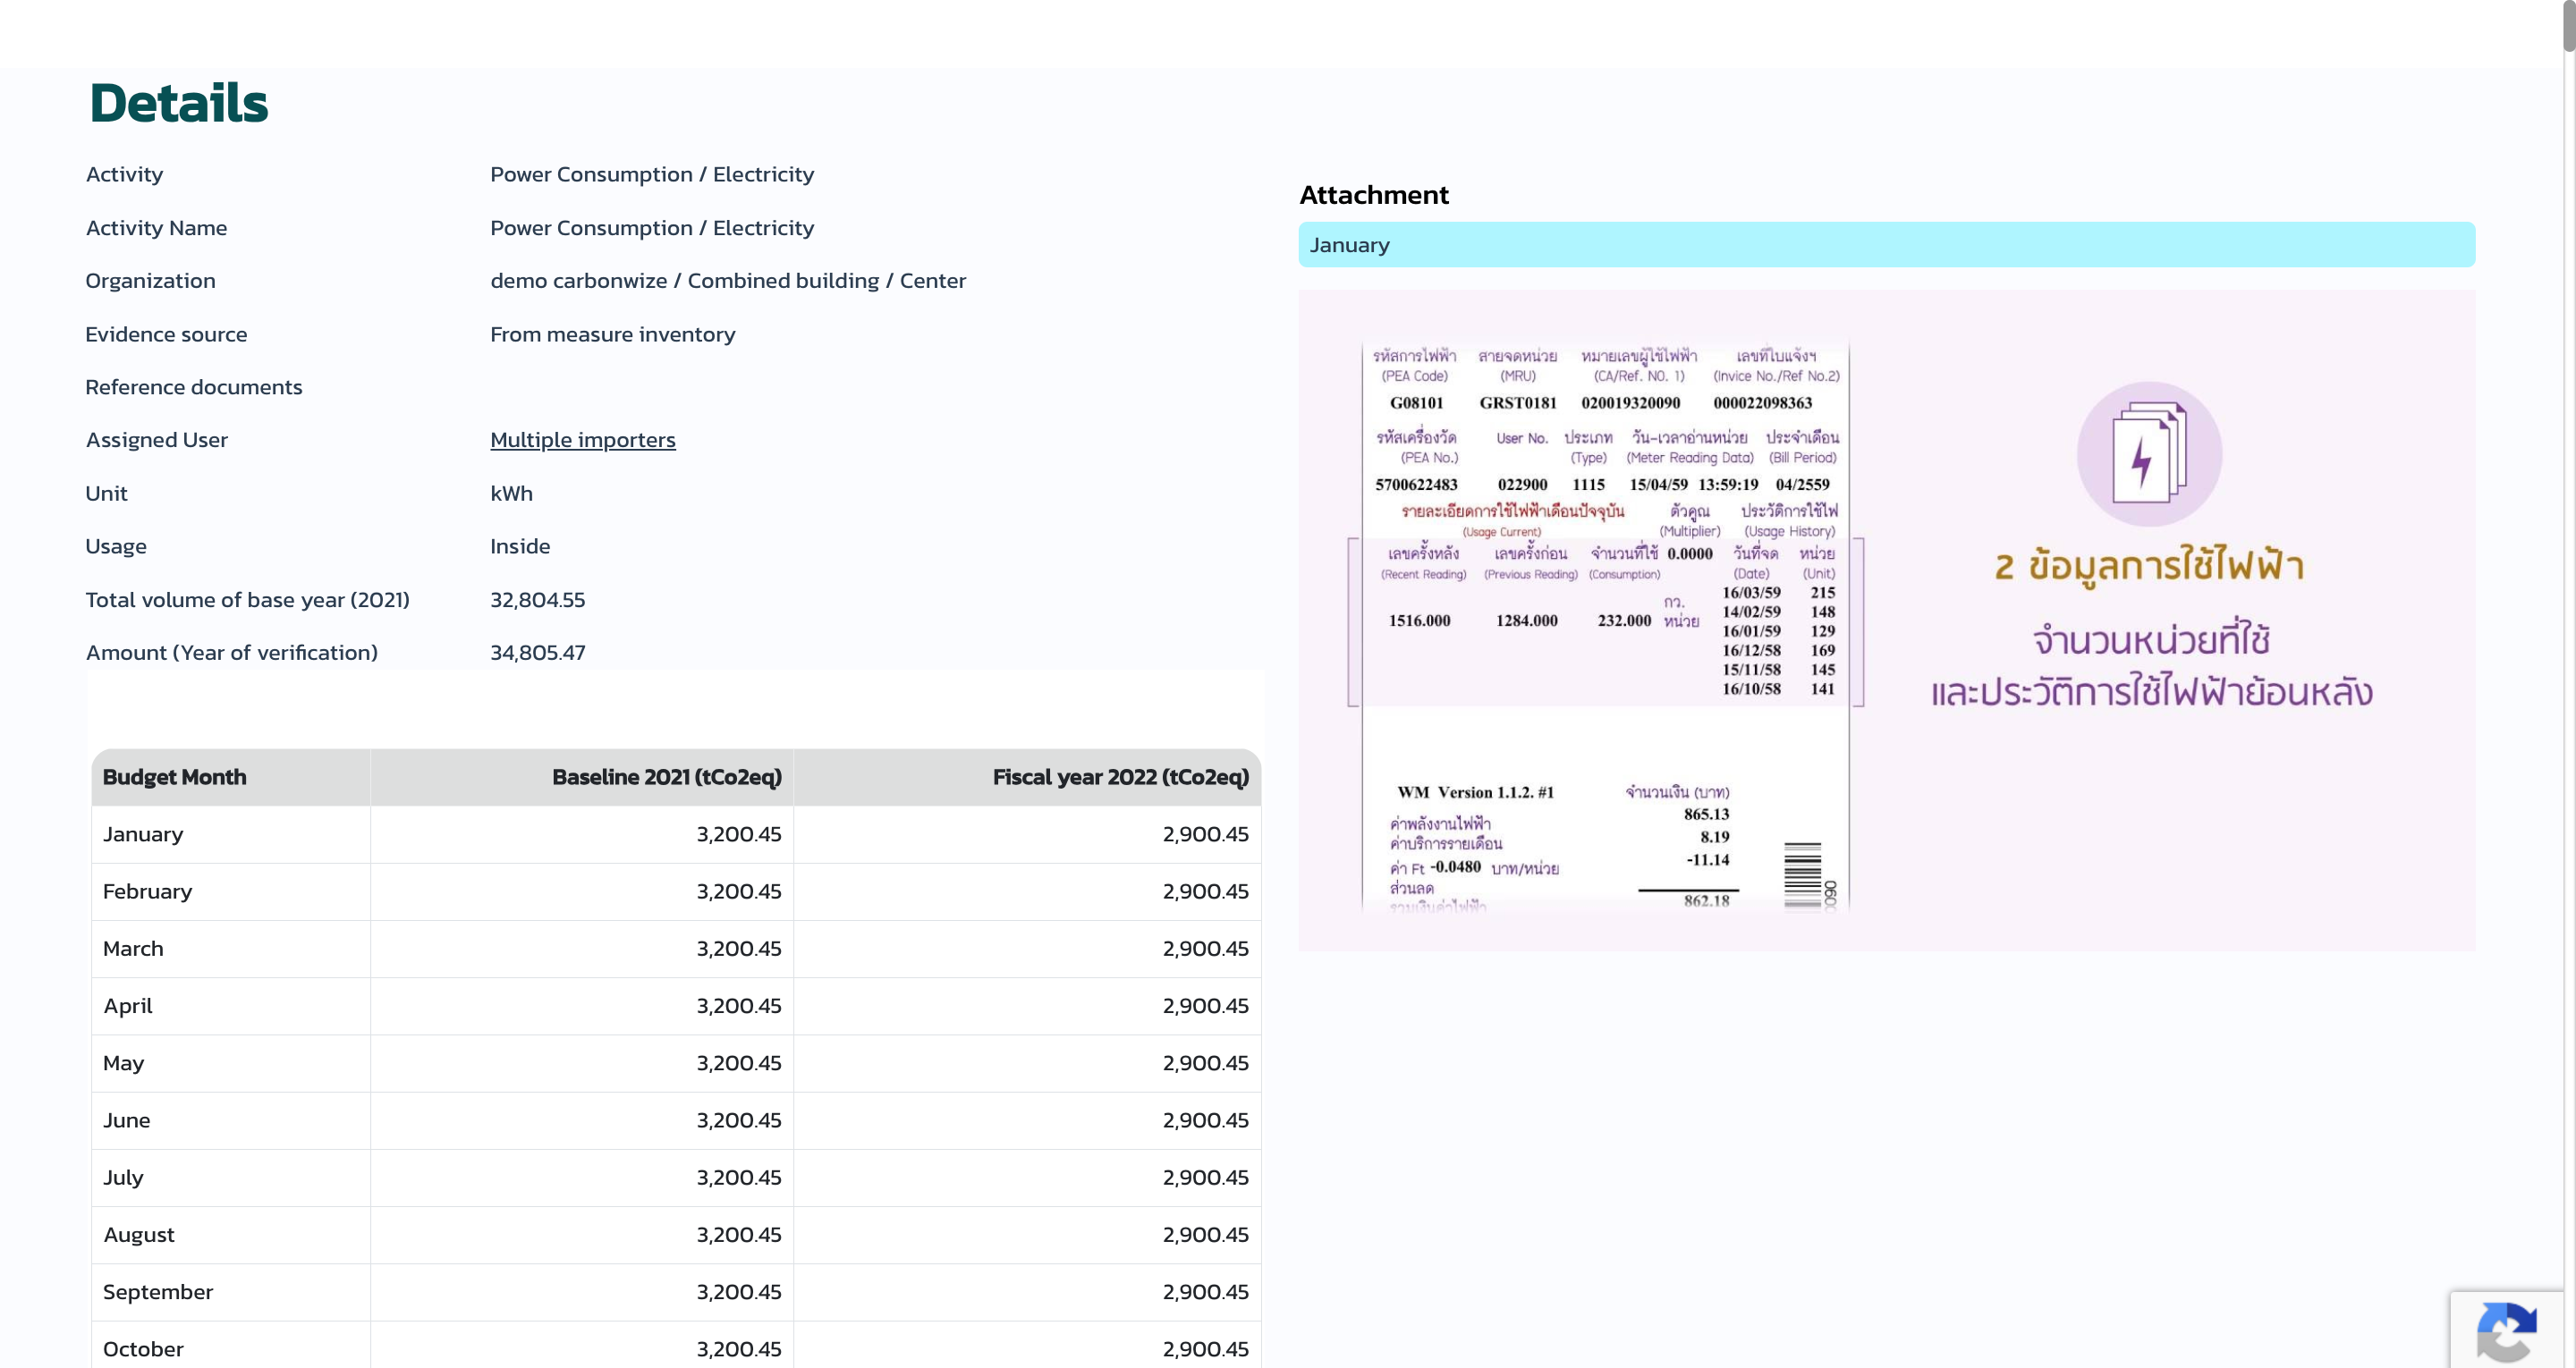 Details
Activity Power Consumption / Electricity
Activity Name Power Consumption / Electricity
Organization demo carbonwize / Combined building / Center
Evidence source From measure inventory
Reference documents
Assigned User Multiple importers
Unit kWh
Usage Inside
Total volume of base year (2021) 32,804.55
Amount (Year of verification) 34,805.47
Budget Month Baseline 2021 (tCo2eq) Fiscal year 2022 (tCo2eq)
January 3,200.45 2,900.45
February 3,200.45 2,900.45
March 3,200.45 2,900.45
April 3,200.45 2,900.45
May 3,200.45 2,900.45
June 3,200.45 2,900.45
July 3,200.45 2,900.45
August 3,200.45 2,900.45
September 3,200.45 2,900.45
October 3,200.45 2,900.45
Attachment
January
รหัสการไฟฟ้า สายจดหน่วย หมายเลขผู้ใช้ไฟฟ้า เลขที่ใบแจ้งฯ
(PEA Code) (MRU) (CA/Ref. NO. 1) (Invice No./Ref No.2)
G08101 GRST0181 020019320090 000022098363
รหัสเครื่องวัด User No. ประเภท วัน-เวลาอ่านหน่วย ประจำเดือน
(PEA No.) (Type) (Meter Reading Data) (Bill Period)
5700622483 022900 1115 15/04/59 13:59:19 04/2559
รายละเอียดการใช้ไฟฟ้าเดือนปัจจุบัน ตัวคูณ ประวัติการใช้ไฟ
(Usage Current) (Multiplier) (Usage History)
เลขครั้งหลัง เลขครั้งก่อน จำนวนที่ใช้ 0.0000 วันที่จด หน่วย
(Recent Reading) (Previous Reading) (Consumption) (Date) (Unit)
16/03/59 215
กว. 14/02/59 148
1516.000 1284.000 232.000 หน่วย
16/01/59 129
16/12/58 169
15/11/58 145
16/10/58 141
WM Version 1.1.2. #1 จำนวนเงิน (บาท)
865.13
ค่าพลังงานไฟฟ้า
8.19
ค่าบริการรายเดือน
-11.14
ค่า Ft -0.0480 บาท/หน่วย
ส่วนลด
862.18
รวมเงินค่าไฟฟ้า
0090
2 ข้อมูลการใช้ไฟฟ้า
จำนวนหน่วยที่ใช้
และประวัติการใช้ไฟฟ้าย้อนหลัง